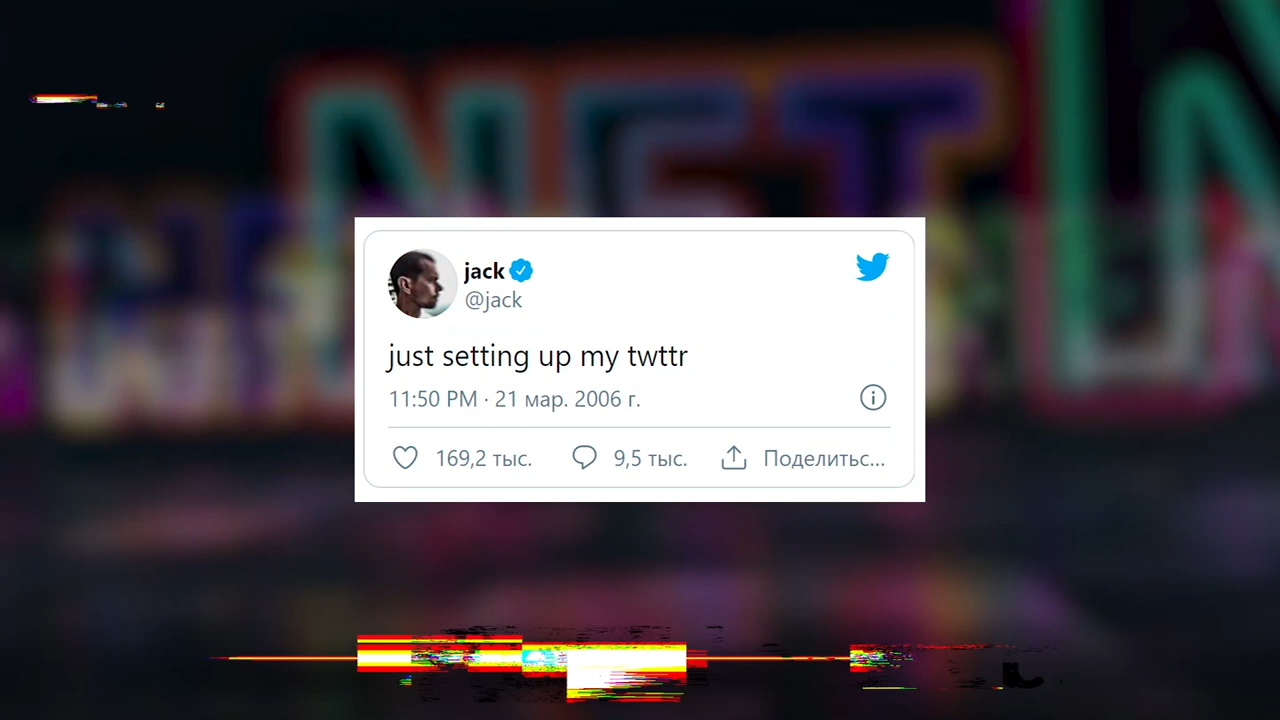 NFT
jack
@jack
just setting up my twttr
11:50 PM · 21 мар. 2006 г.
169,2 тыс. 9,5 тыс. Поделитьс...